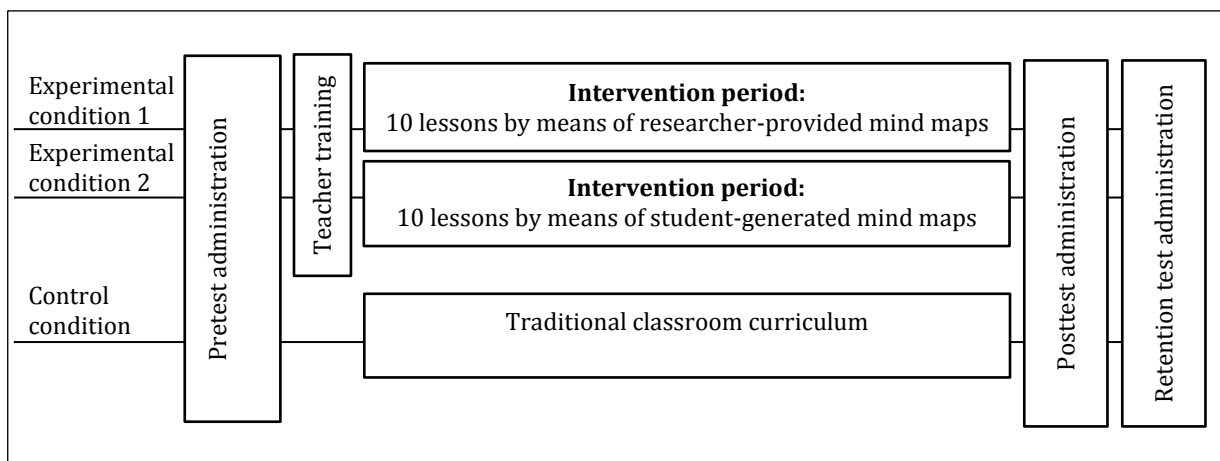 Experimental
condition 1
Experimental
condition 2
Control
condition
Pretest administration
Teacher training
Intervention period:
10 lessons by means of researcher-provided mind maps
Intervention period:
10 lessons by means of student-generated mind maps
Traditional classroom curriculum
Posttest administration
Retention test administration